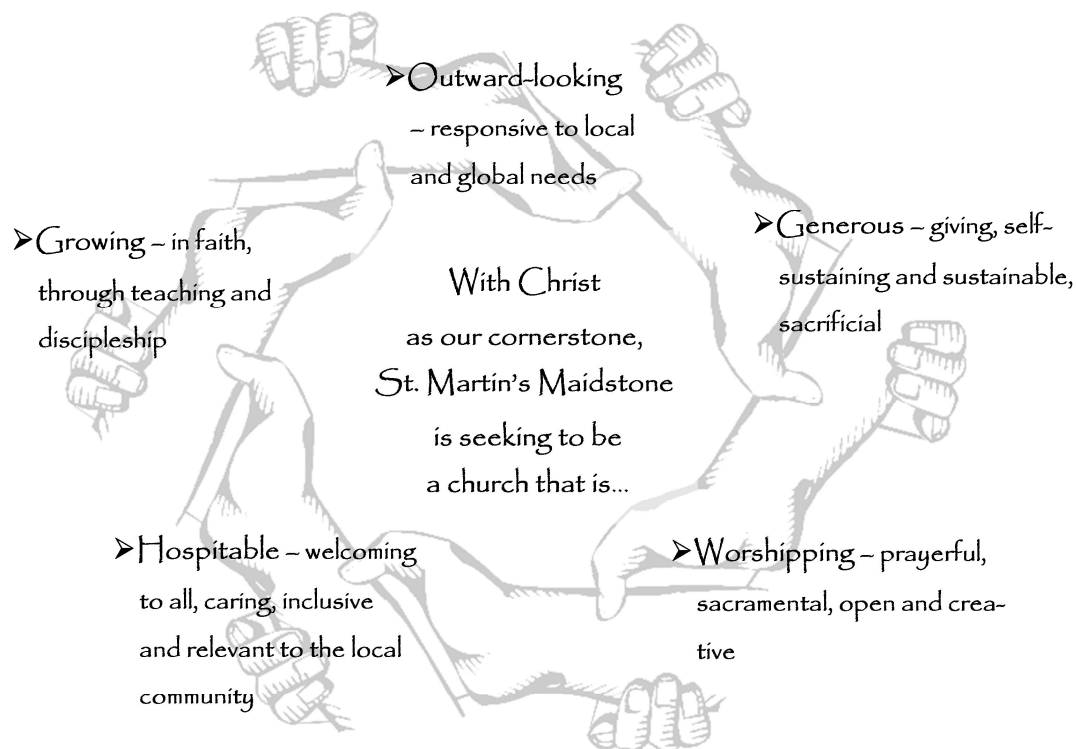 ➢Outward-looking
– responsive to local
and global needs
➢Growing – in faith,
through teaching and
discipleship
➢Generous – giving, self-
sustaining and sustainable,
sacrificial
With Christ
as our cornerstone,
St. Martin’s Maidstone
is seeking to be
a church that is...
➢Hospitable – welcoming
to all, caring, inclusive
and relevant to the local
community
➢Worshipping – prayerful,
sacramental, open and crea-
tive